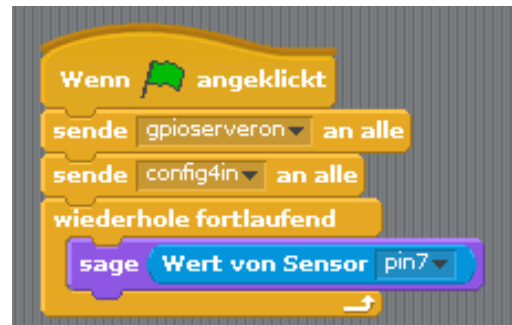 Wenn angeklickt
sende gpioserveron an alle
sende config4in an alle
wiederhole fortlaufend
sage Wert von Sensor pin7